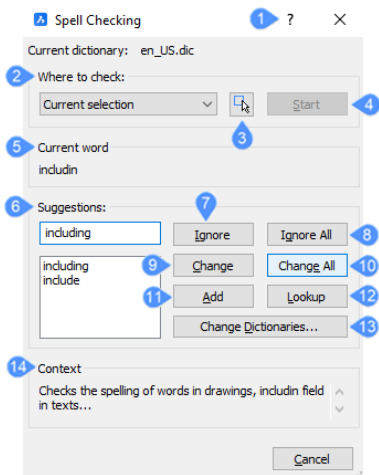 Spell Checking 1 ?
Current dictionary: en_US.dic
2 Where to check:
Current selection Start 4
3
5 Current word
includin
6 Suggestions: 7
including Ignore Ignore All 8
including 9 Change Change All 10
include
11 Add Lookup 12
Change Dictionaries... 13
14 Context
Checks the spelling of words in drawings, includin field
in texts...
Cancel